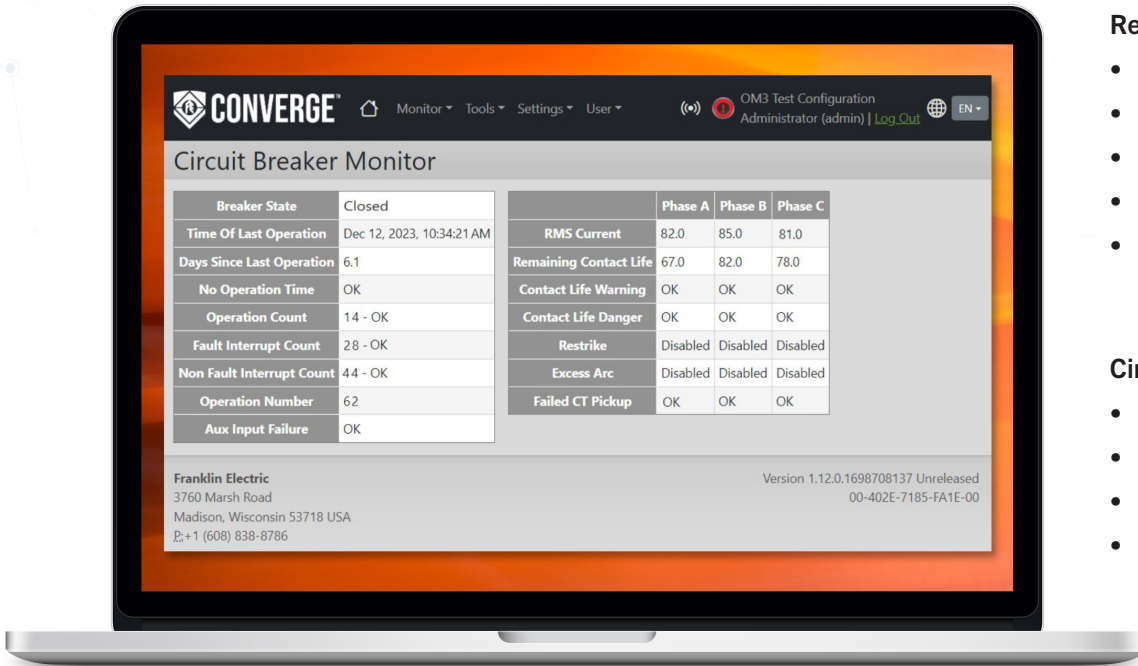 CONVERGE™
Monitor Tools Settings User
OM3 Test Configuration
Administrator (admin) | Log Out
EN
Circuit Breaker Monitor
Breaker State Closed
Time Of Last Operation Dec 12, 2023, 10:34:21 AM
Days Since Last Operation 6.1
No Operation Time OK
Operation Count 14 - OK
Fault Interrupt Count 28 - OK
Non Fault Interrupt Count 44 - OK
Operation Number 62
Aux Input Failure OK
Phase A Phase B Phase C
RMS Current 82.0 85.0 81.0
Remaining Contact Life 67.0 82.0 78.0
Contact Life Warning OK OK OK
Contact Life Danger OK OK OK
Restrike Disabled Disabled Disabled
Excess Arc Disabled Disabled Disabled
Failed CT Pickup OK OK OK
Franklin Electric
3760 Marsh Road
Madison, Wisconsin 53718 USA
P:+1 (608) 838-8786
Version 1.12.0.1698708137 Unreleased
00-402E-7185-FA1E-00
Re
Cir